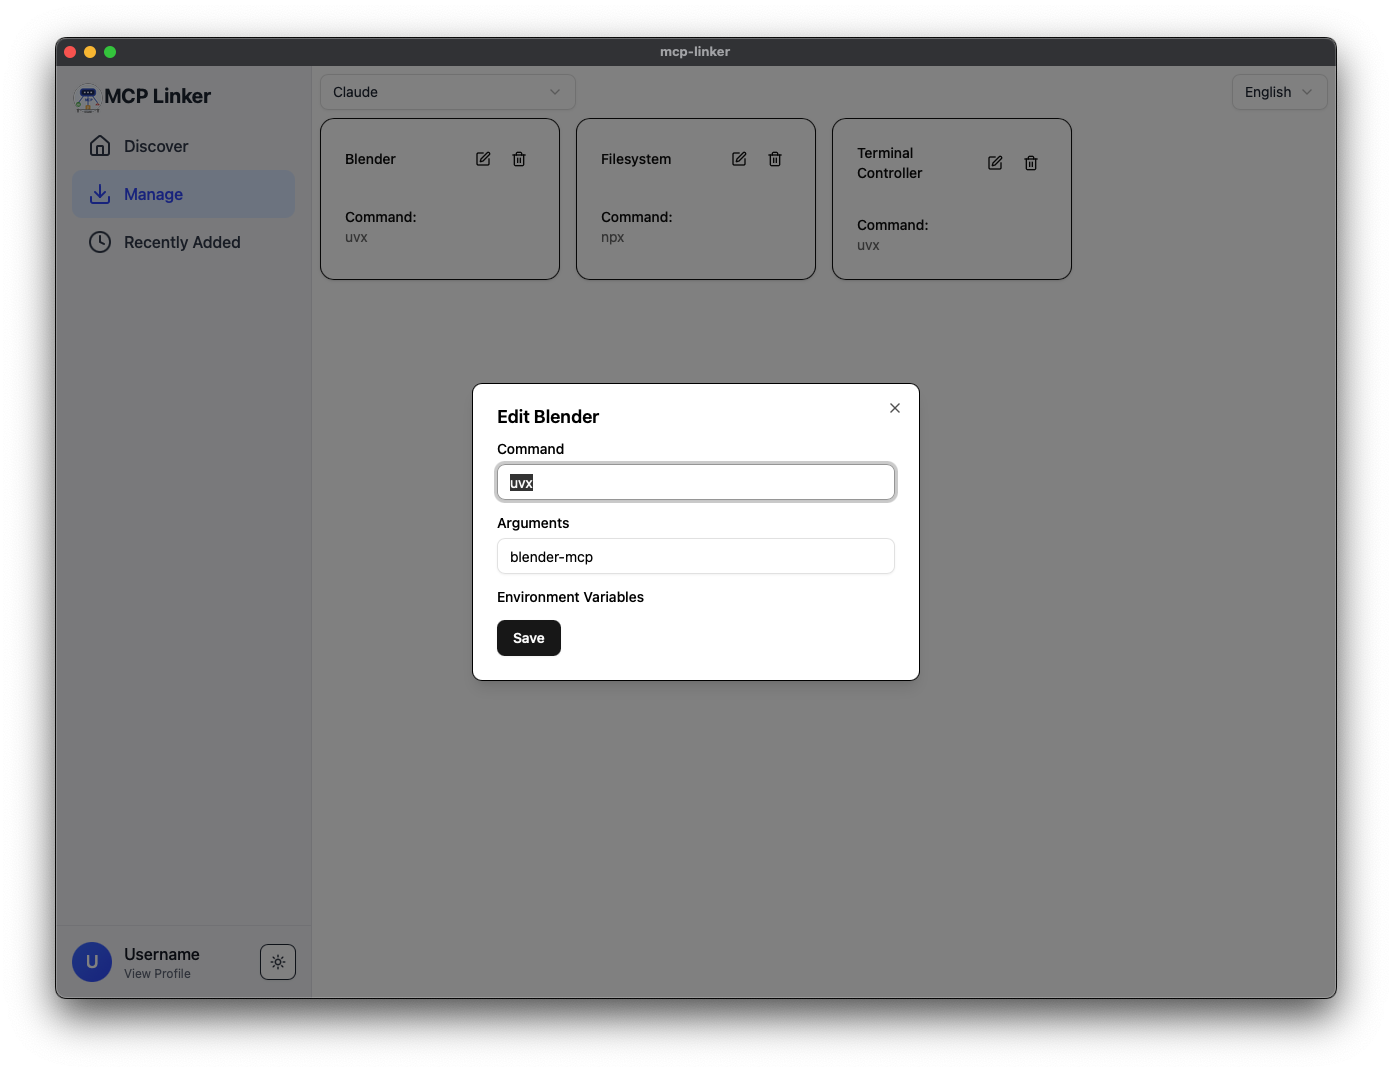 mcp-linker
MCP Linker
Discover
Manage
Recently Added
Claude
English
Blender
Command:
uvx
Filesystem
Command:
npx
Terminal
Controller
Command:
uvx
Edit Blender
Command
uvx
Arguments
blender-mcp
Environment Variables
Save
U
Username
View Profile